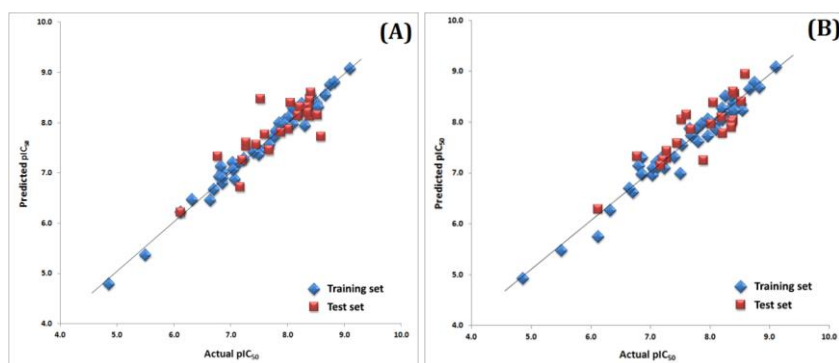 (A)
10.0
9.0
8.0
7.0
6.0
5.0
4.0
Predicted pIC₅₀
4.0 5.0 6.0 7.0 8.0 9.0 10.0
Actual pIC₅₀
Training set
Test set
(B)
10.0
9.0
8.0
7.0
6.0
5.0
4.0
Predicted pIC₅₀
4.0 5.0 6.0 7.0 8.0 9.0 10.0
Actual pIC₅₀
Training set
Test set